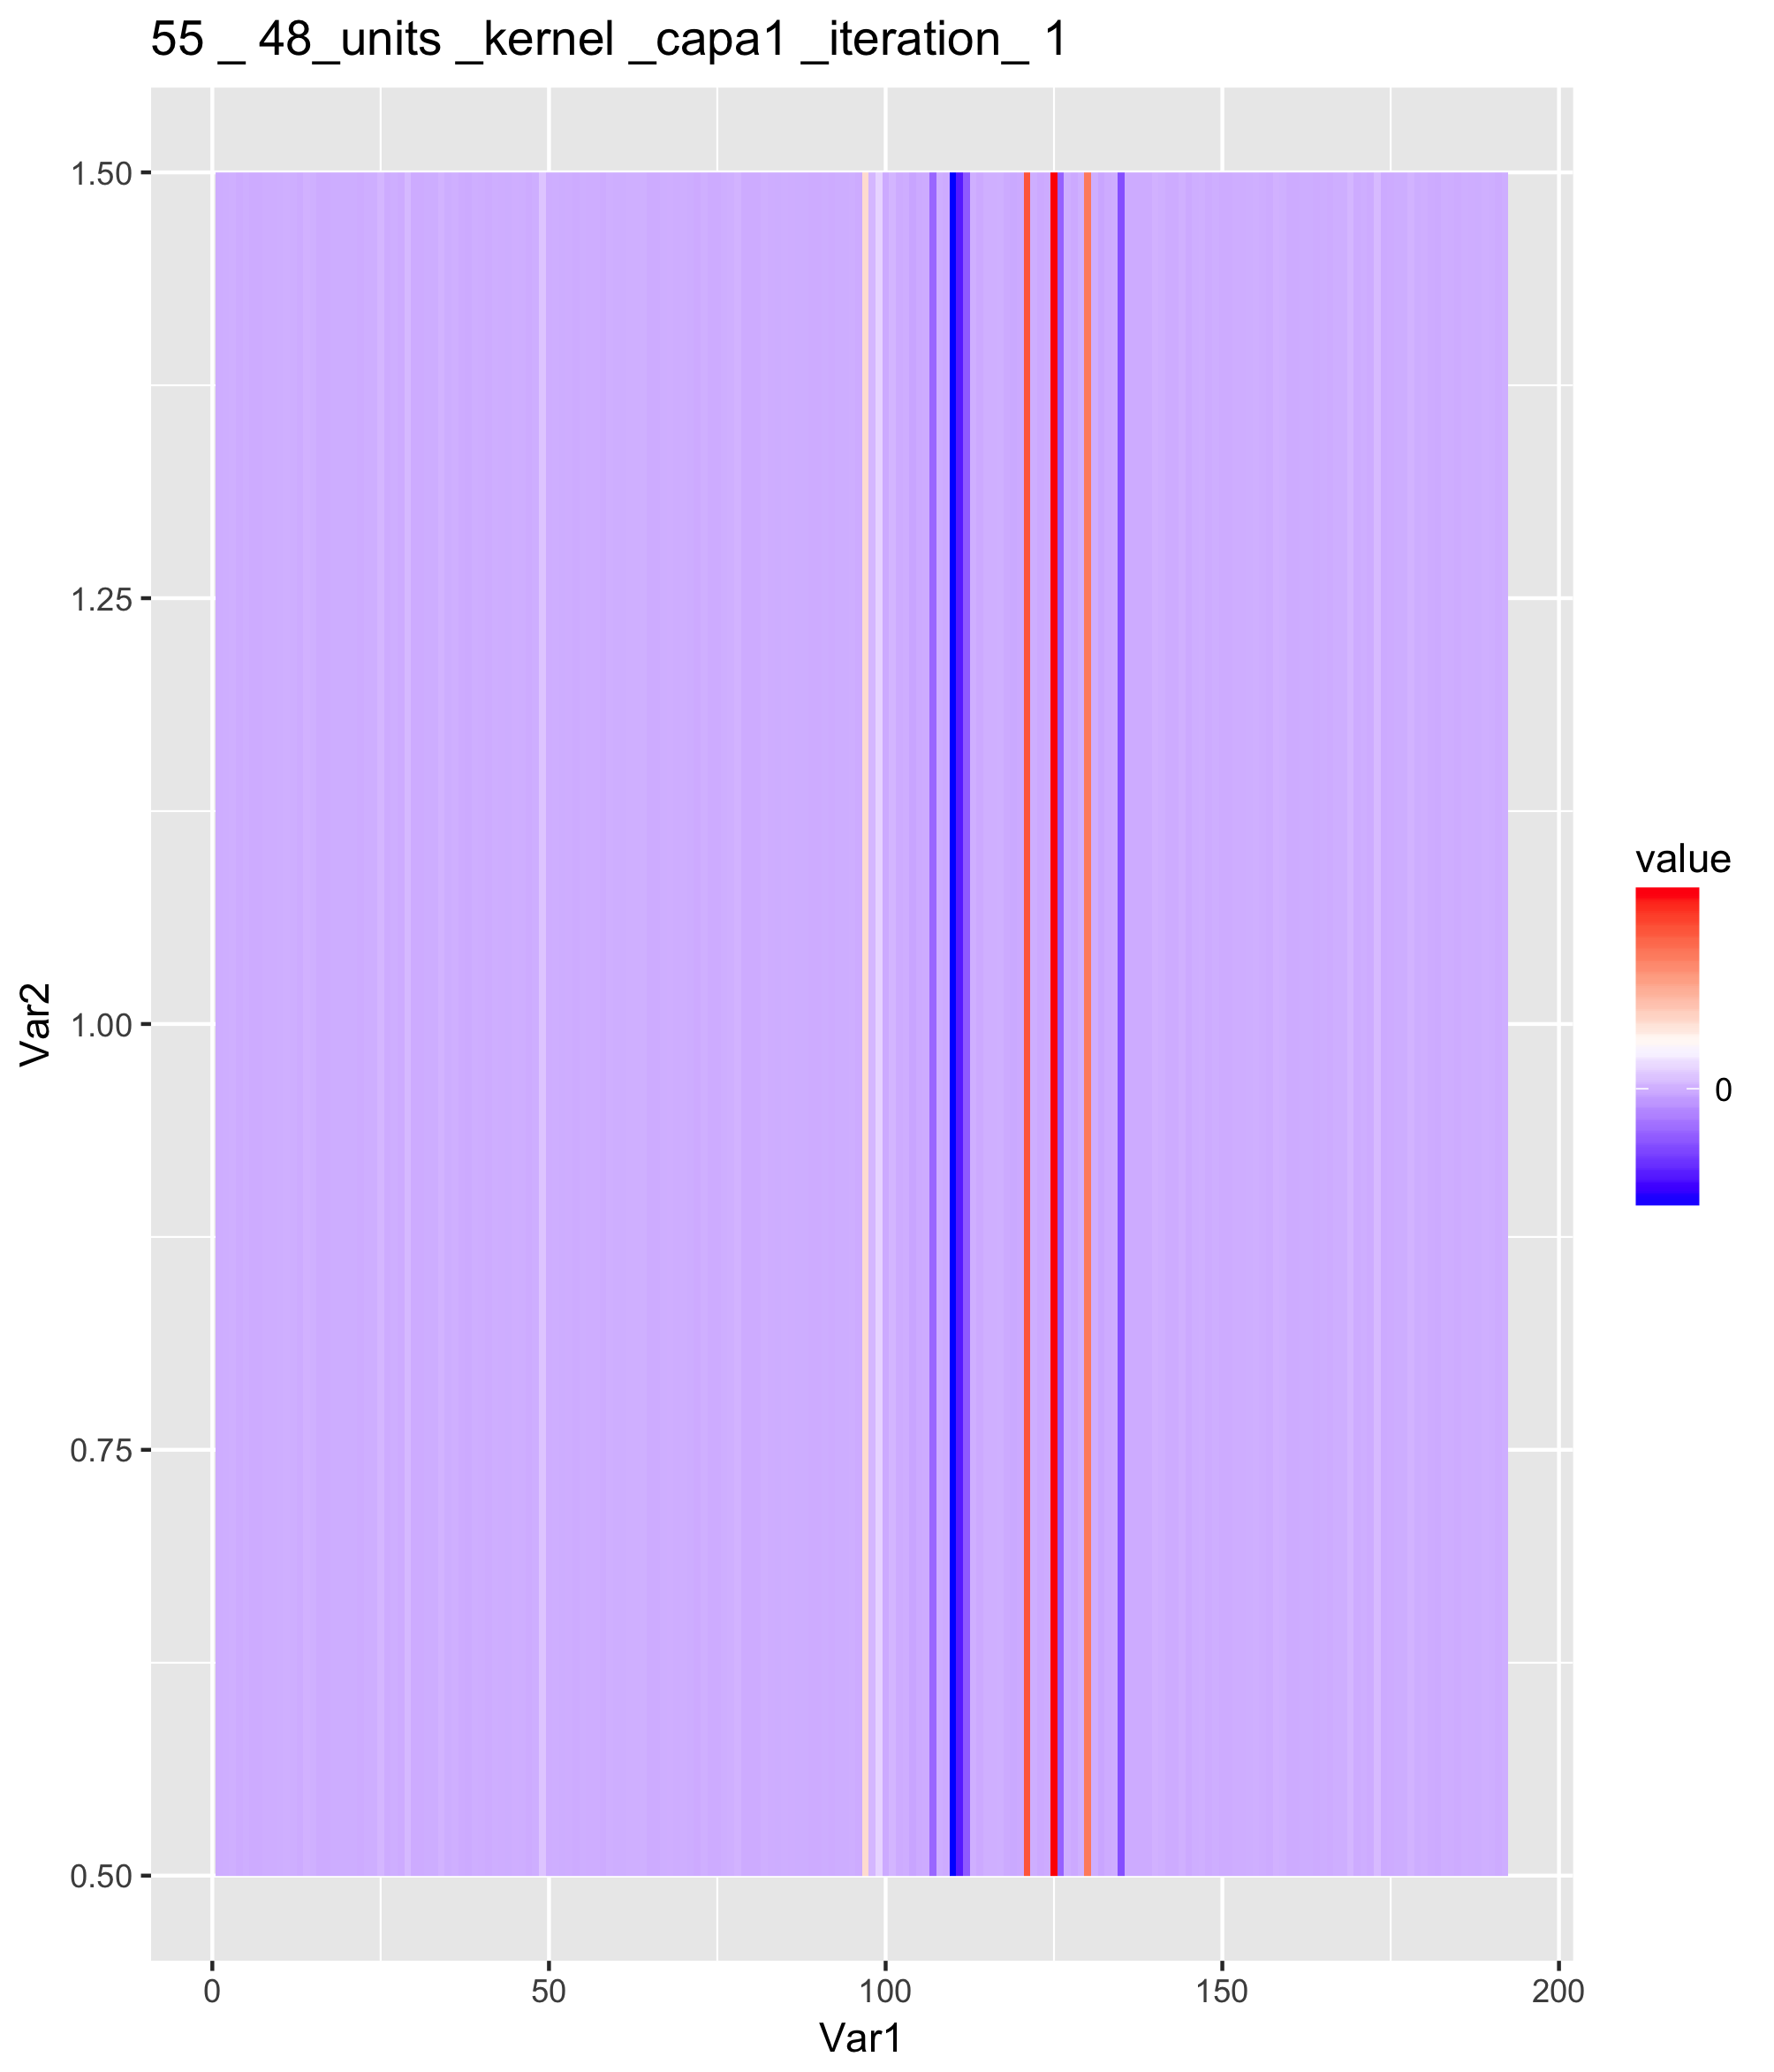 55 _ 48_units _kernel _capa1 _iteration_ 1
1.50
1.25
1.00
0.75
0.50
Var2
0
50
100
150
200
Var1
value
0